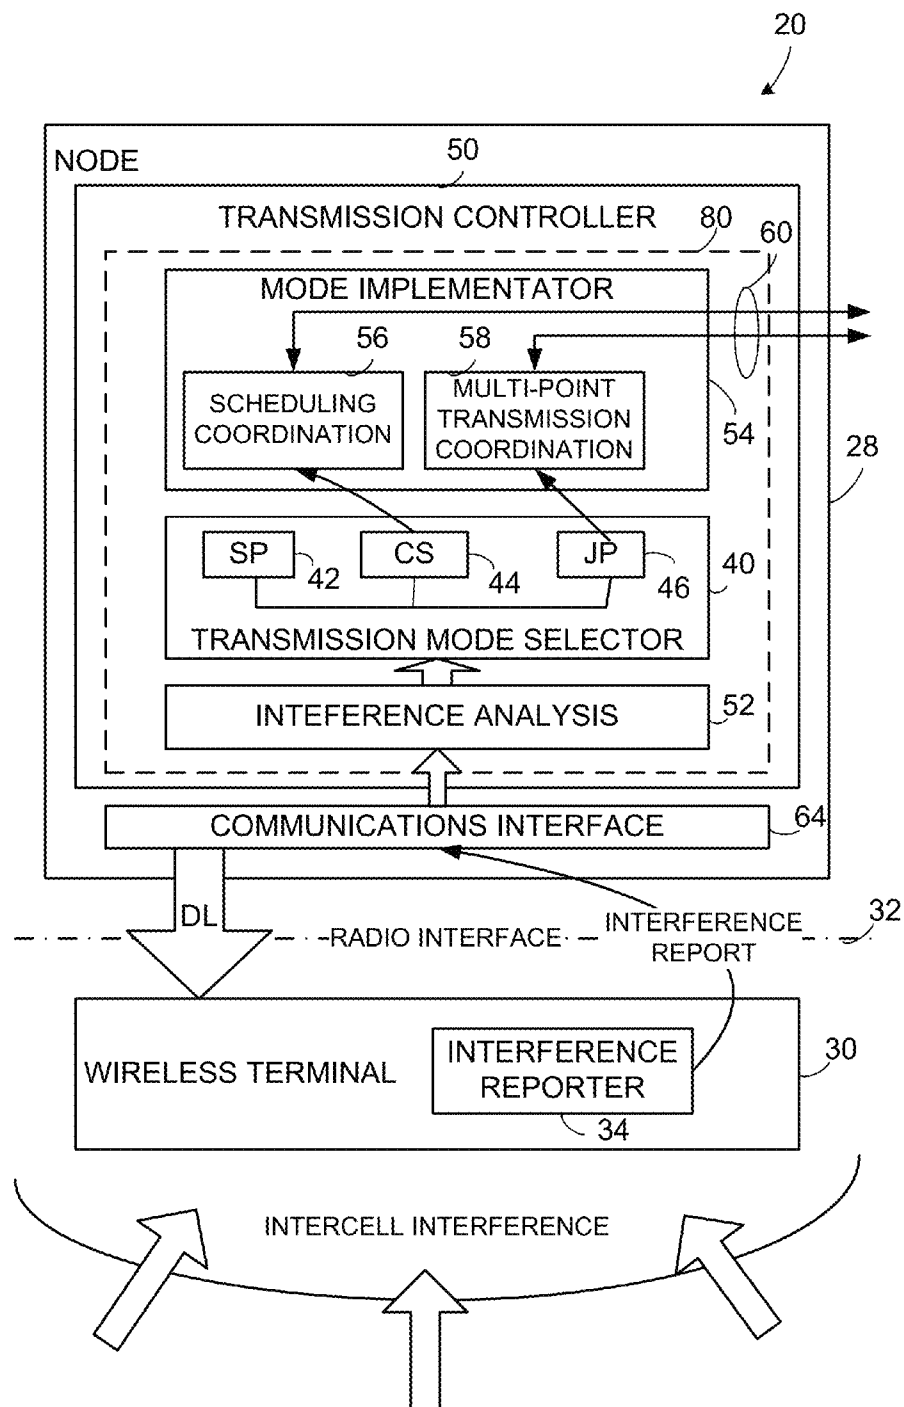 20
NODE
50
TRANSMISSION CONTROLLER
80
60
MODE IMPLEMENTATOR
56
58
SCHEDULING
COORDINATION
MULTI-POINT
TRANSMISSION
COORDINATION
54
28
SP
42
CS
44
JP
46
40
TRANSMISSION MODE SELECTOR
INTEFERENCE ANALYSIS
52
COMMUNICATIONS INTERFACE
64
DL
RADIO INTERFACE
INTERFERENCE
REPORT
32
WIRELESS TERMINAL
INTERFERENCE
REPORTER
34
30
INTERCELL INTERFERENCE